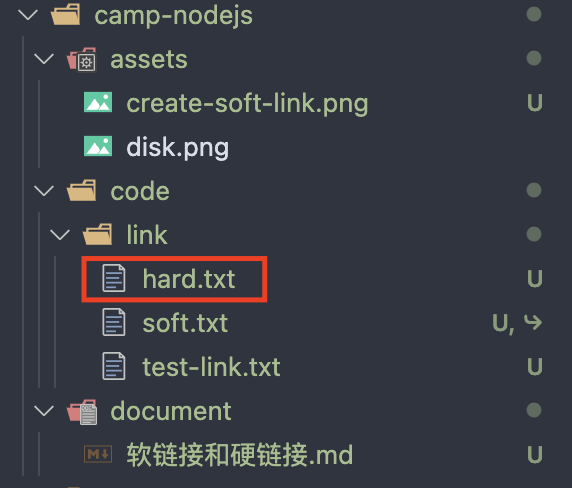 camp-nodejs
assets
create-soft-link.png U
disk.png
code
link
hard.txt U
soft.txt U,
test-link.txt U
document
软链接和硬链接.md U